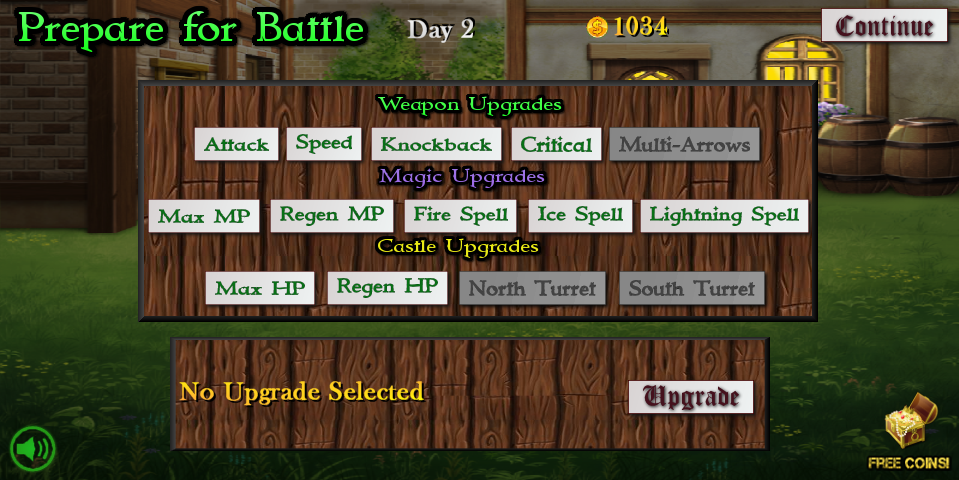 Prepare for Battle
Day 2
1034
Continue
Weapon Upgrades
Attack Speed Knockback Critical Multi-Arrows
Magic Upgrades
Max MP Regen MP Fire Spell Ice Spell Lightning Spell
Castle Upgrades
Max HP Regen HP North Turret South Turret
No Upgrade Selected
Upgrade
FREE COINS!